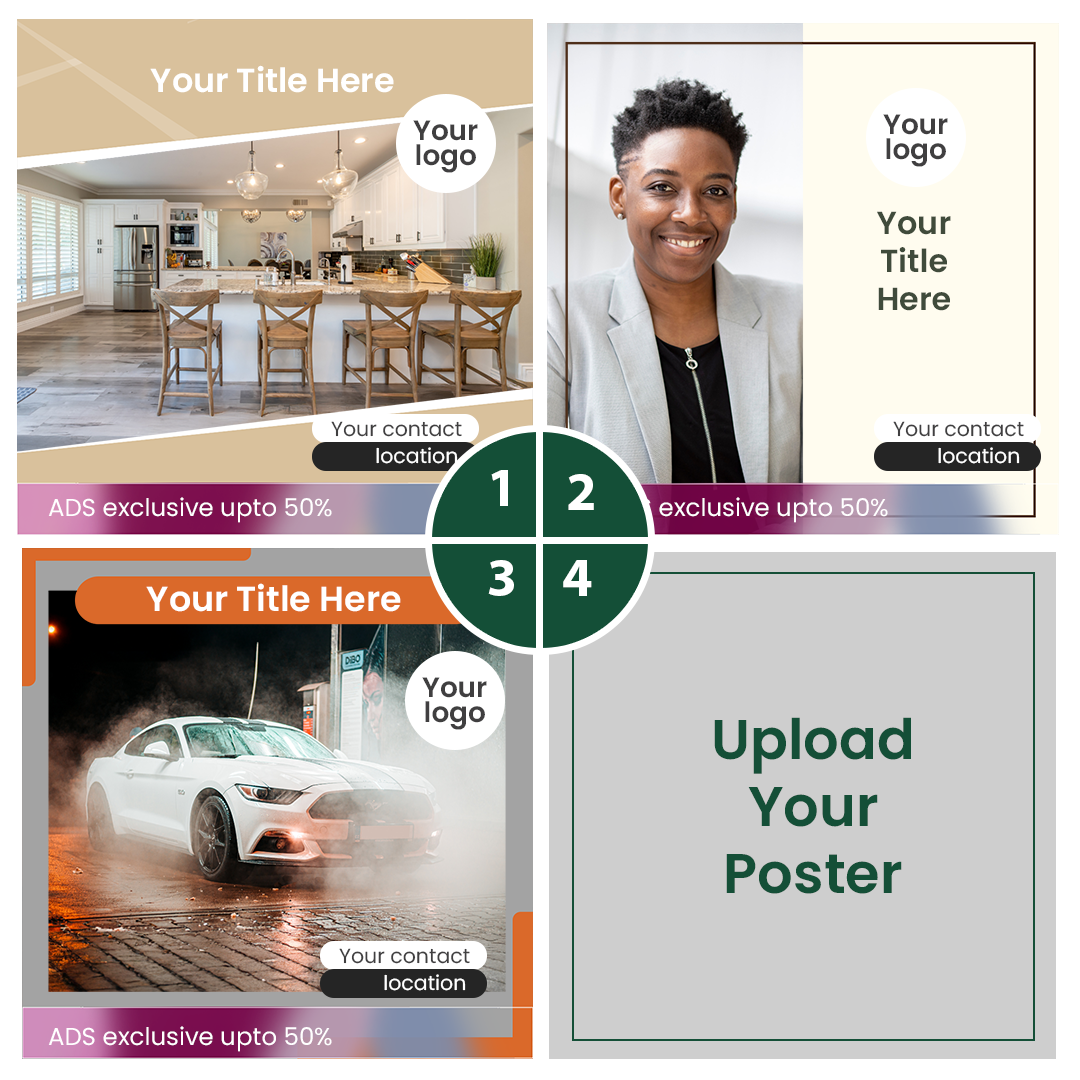 Your Title Here
Your
logo
Your contact
location
ADS exclusive upto 50%
Your
logo
Your
Title
Here
Your contact
location
exclusive upto 50%
1
2
3
4
Your Title Here
DiBO
Your
logo
Your contact
location
ADS exclusive upto 50%
Upload
Your
Poster